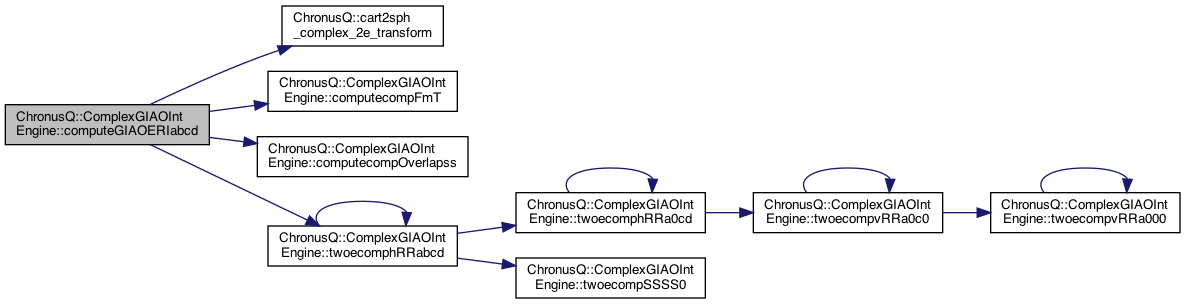 ChronusQ::ComplexGIAOInt
Engine::computeGIAOERIabcd
ChronusQ::cart2sph
_complex_2e_transform
ChronusQ::ComplexGIAOInt
Engine::computecompFmT
ChronusQ::ComplexGIAOInt
Engine::computecompOverlapss
ChronusQ::ComplexGIAOInt
Engine::twoecomphRRabcd
ChronusQ::ComplexGIAOInt
Engine::twoecomphRRa0cd
ChronusQ::ComplexGIAOInt
Engine::twoecompvRRa0c0
ChronusQ::ComplexGIAOInt
Engine::twoecompvRRa000
ChronusQ::ComplexGIAOInt
Engine::twoecompSSSS0